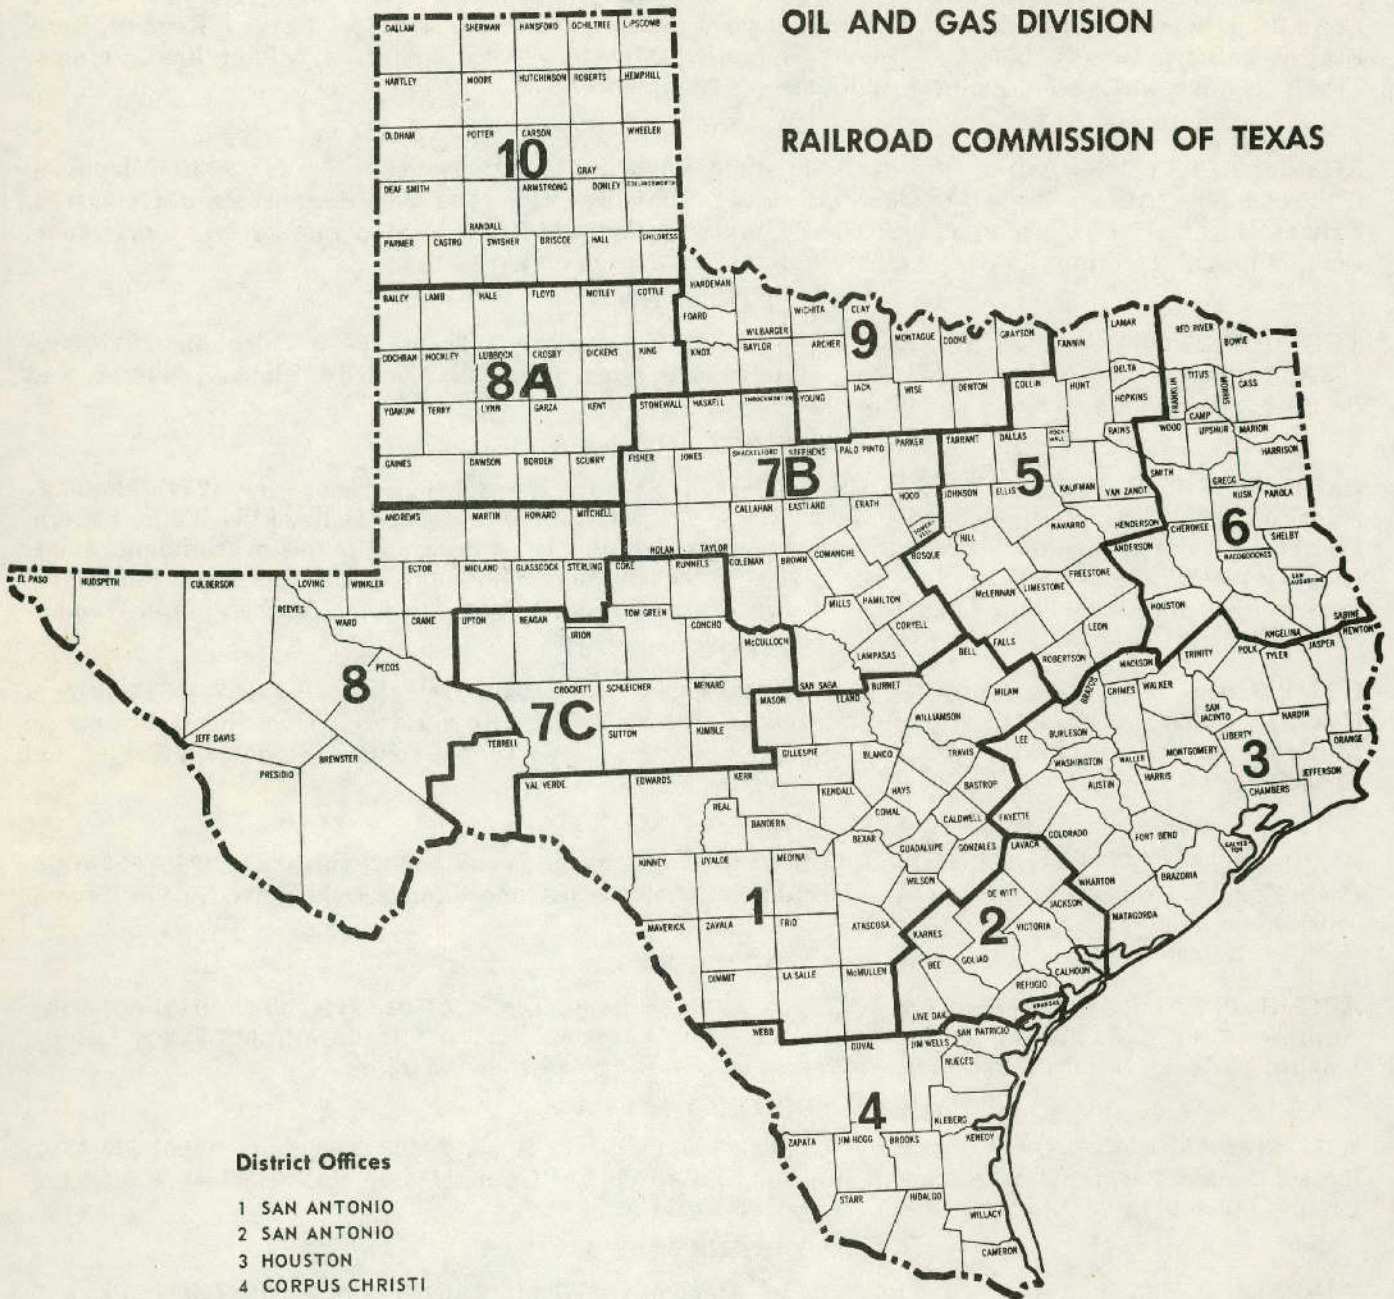 OIL AND GAS DIVISION
RAILROAD COMMISSION OF TEXAS
DALLAM SHERMAN HANSFORD OCHILTREE LIPSCOMB
HARTLEY MOORE HUTCHINSON ROBERTS HEMPHILL
OLDHAM POTTER CARSON WHEELER
10
GRAY
DEAF SMITH ARMSTRONG DONLEY COLLINGSWORTH
RANDALL
PARMER CASTRO SWISHER BRISCOE HALL CHILDRESS
HARDEMAN
BAILEY LAMB HALE FLOYD MOTLEY COTTLE
FOARD WILBARGER WICHITA CLAY MONTAGUE COOKE GRAYSON FANNIN LAMAR RED RIVER BOWIE
9
COCHRAN HOCKLEY LUBBOCK CROSBY DICKENS KING KNOX BAYLOR ARCHER
8A
JACK WISE DENTON COLLIN HUNT DELTA HOPKINS FRANKLIN TITUS MORRIS CASS
YOAKUM TERRY LYNN GARZA KENT STONEWALL HASKELL THROCKMORTON YOUNG
CAMP WOOD UPSHUR MARION
GAINES DAWSON BORDEN SCURRY FISHER JONES SHACKELFORD STEPHENS PALO PINTO PARKER TARRANT DALLAS ROCK WALL RAINS
7B
5
HARRISON
SMITH GREGG RUSK PANOLA
6
ANDREWS MARTIN HOWARD MITCHELL NOLAN TAYLOR CALLAHAN EASTLAND ERATH HOOD SOMERVELL JOHNSON ELLIS KAUFMAN VAN ZANDT
NAVARRO HENDERSON CHEROKEE NACOGDOCHES SHELBY SAN AUGUSTINE SABINE
EL PASO HUDSPETH CULBERSON LOVING WINKLER ECTOR MIDLAND GLASSCOCK STERLING COKE RUNNELS COLEMAN BROWN COMANCHE BOSQUE HILL ANDERSON
REEVES WARD CRANE UPTON REAGAN IRION TOM GREEN CONCHO McCULLOCH MILLS HAMILTON CORYELL McLENNAN LIMESTONE FREESTONE HOUSTON ANGELINA
LAMPASAS BELL FALLS ROBERTSON LEON MADISON TRINITY POLK TYLER JASPER NEWTON
8
PECOS
7C
CROCKETT SCHLEICHER MENARD MASON SAN SABA LLANO BURNET WILLIAMSON MILAM BRAZOS GRIMES WALKER SAN JACINTO HARDIN ORANGE
JEFF DAVIS PRESIDIO BREWSTER TERRELL SUTTON KIMBLE GILLESPIE BLANCO TRAVIS LEE BURLESON WASHINGTON WALLER MONTGOMERY LIBERTY JEFFERSON
3
VAL VERDE EDWARDS KERR REAL BANDERA KENDALL HAYS COMAL BASTROP CALDWELL FAYETTE AUSTIN HARRIS CHAMBERS
COLORADO FORT BEND GALVES TON
KINNEY UVALDE MEDINA BEXAR GUADALUPE GONZALES LAVACA WHARTON BRAZORIA
WILSON DE WITT JACKSON MATAGORDA
1
2
MAVERICK ZAVALA FRIO ATASCOSA KARNES VICTORIA
GOLIAD CALHOUN
DIMMIT LA SALLE McMULLEN BEE REFUGIO ARANSAS
LIVE OAK
WEBB DUVAL JIM WELLS SAN PATRICIO
NUECES
4
KLEBERG
ZAPATA JIM HOGG BROOKS KENEDY
STARR HIDALGO
WILLACY
CAMERON
District Offices
1 SAN ANTONIO
2 SAN ANTONIO
3 HOUSTON
4 CORPUS CHRISTI